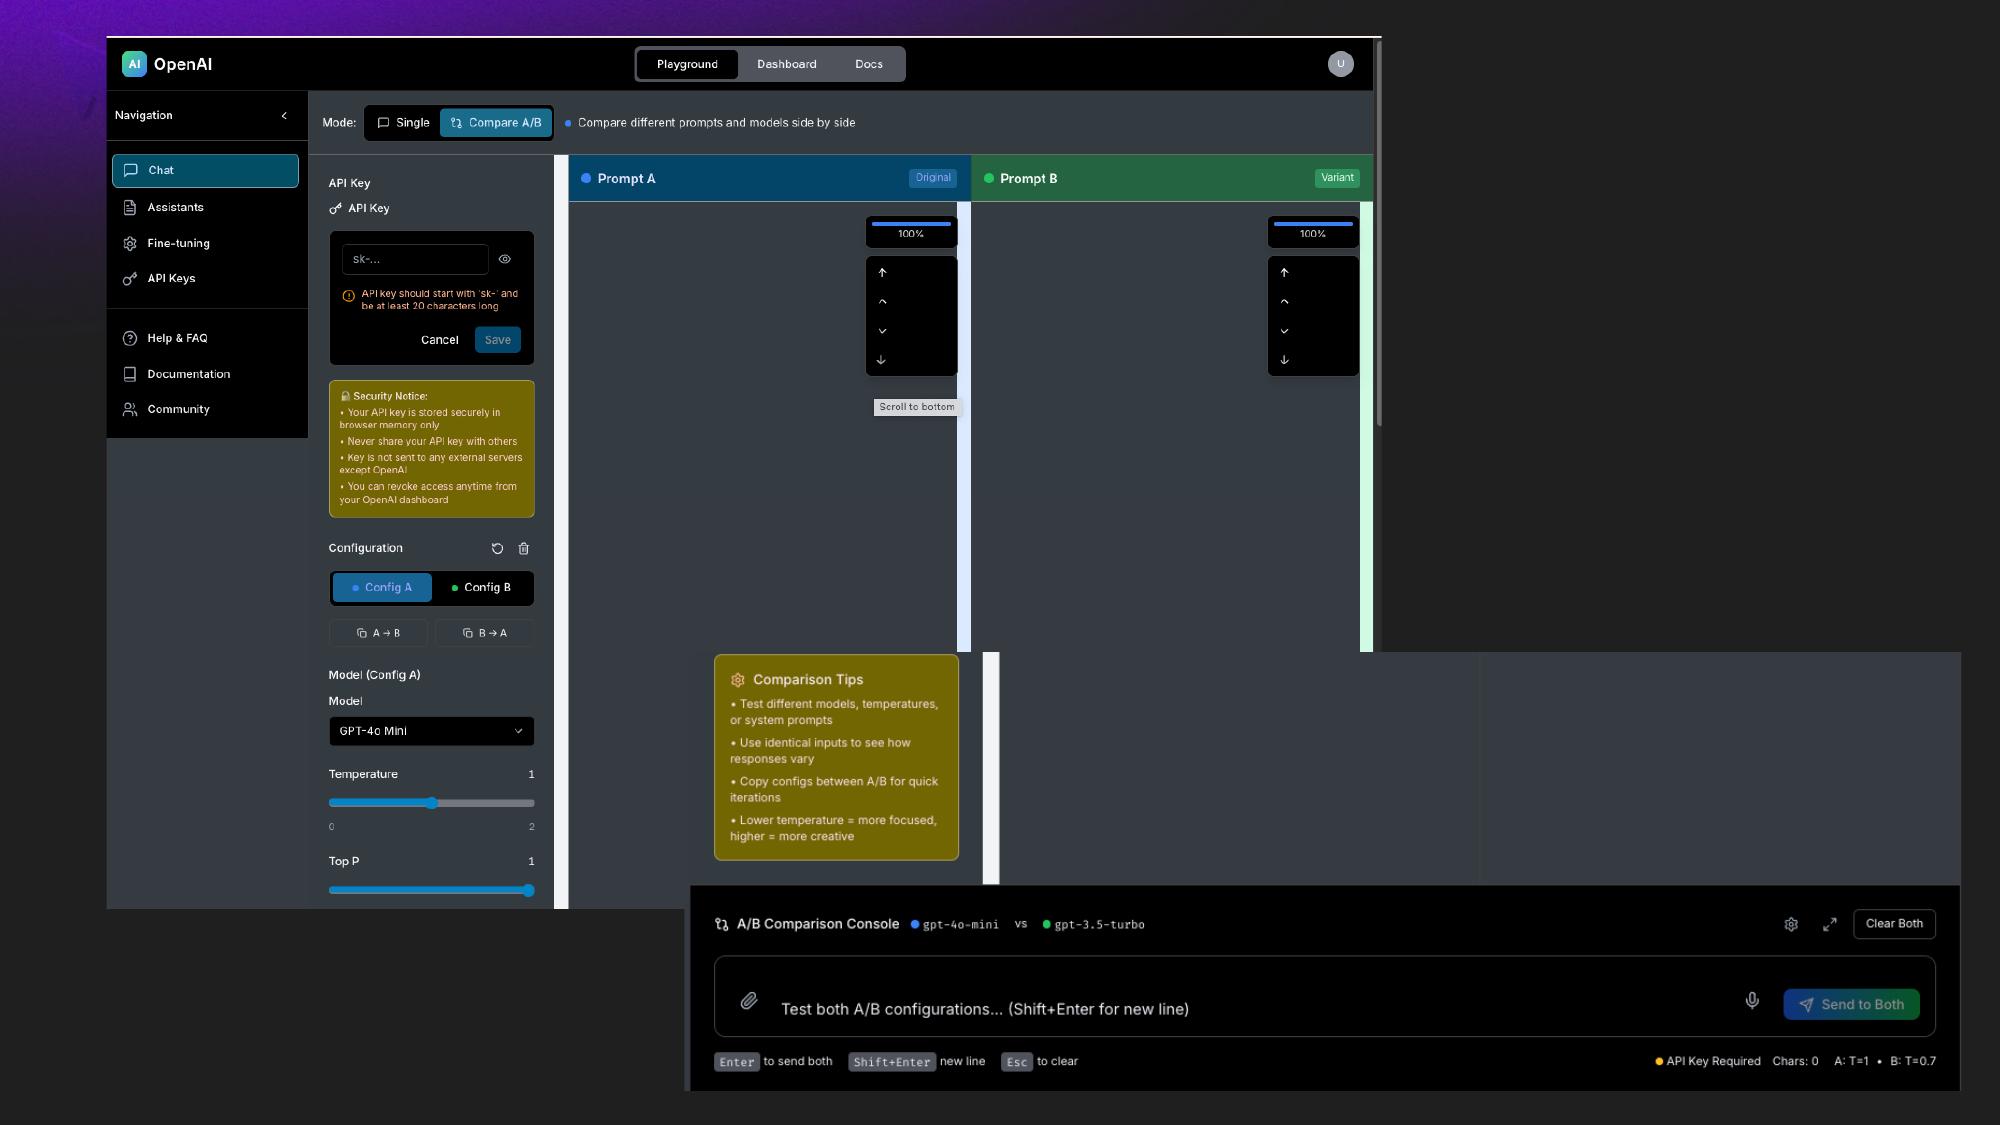 AI OpenAI
Playground Dashboard Docs
U
Navigation
Chat
Assistants
Fine-tuning
API Keys
Help & FAQ
Documentation
Community
Mode: Single Compare A/B Compare different prompts and models side by side
API Key
API Key
sk-...
API key should start with 'sk-' and
be at least 20 characters long
Cancel Save
Security Notice:
• Your API key is stored securely in
browser memory only
• Never share your API key with others
• Key is not sent to any external servers
except OpenAI
• You can revoke access anytime from
your OpenAI dashboard
Configuration
Config A Config B
A → B B → A
Model (Config A)
Model
GPT-4o Mini
Temperature 1
0 2
Top P 1
Prompt A Original
100%
Scroll to bottom
Prompt B Variant
100%
Comparison Tips
• Test different models, temperatures,
or system prompts
• Use identical inputs to see how
responses vary
• Copy configs between A/B for quick
iterations
• Lower temperature = more focused,
higher = more creative
A/B Comparison Console gpt-4o-mini vs gpt-3.5-turbo Clear Both
Test both A/B configurations... (Shift+Enter for new line) Send to Both
Enter to send both Shift+Enter new line Esc to clear API Key Required Chars: 0 A: T=1 • B: T=0.7